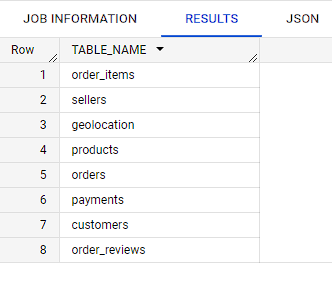 JOB INFORMATION RESULTS JSON
Row TABLE_NAME
1 order_items
2 sellers
3 geolocation
4 products
5 orders
6 payments
7 customers
8 order_reviews